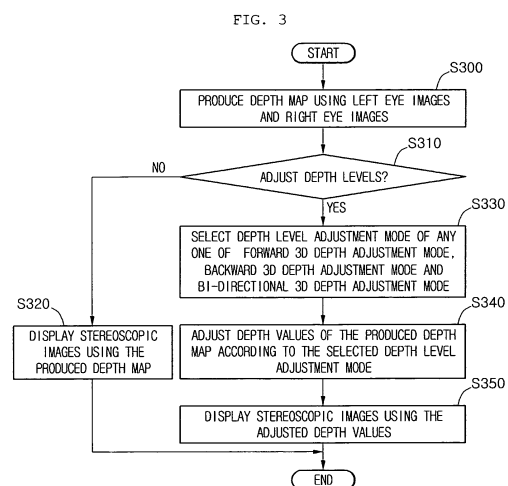 FIG. 3
START
S300
PRODUCE DEPTH MAP USING LEFT EYE IMAGES
AND RIGHT EYE IMAGES
S310
ADJUST DEPTH LEVELS?
NO
YES
S330
SELECT DEPTH LEVEL ADJUSTMENT MODE OF ANY
ONE OF FORWARD 3D DEPTH ADJUSTMENT MODE,
BACKWARD 3D DEPTH ADJUSTMENT MODE AND
BI-DIRECTIONAL 3D DEPTH ADJUSTMENT MODE
S320
DISPLAY STEREOSCOPIC
IMAGES USING THE
PRODUCED DEPTH MAP
S340
ADJUST DEPTH VALUES OF THE PRODUCED DEPTH
MAP ACCORDING TO THE SELECTED DEPTH LEVEL
ADJUSTMENT MODE
S350
DISPLAY STEREOSCOPIC IMAGES USING THE
ADJUSTED DEPTH VALUES
END